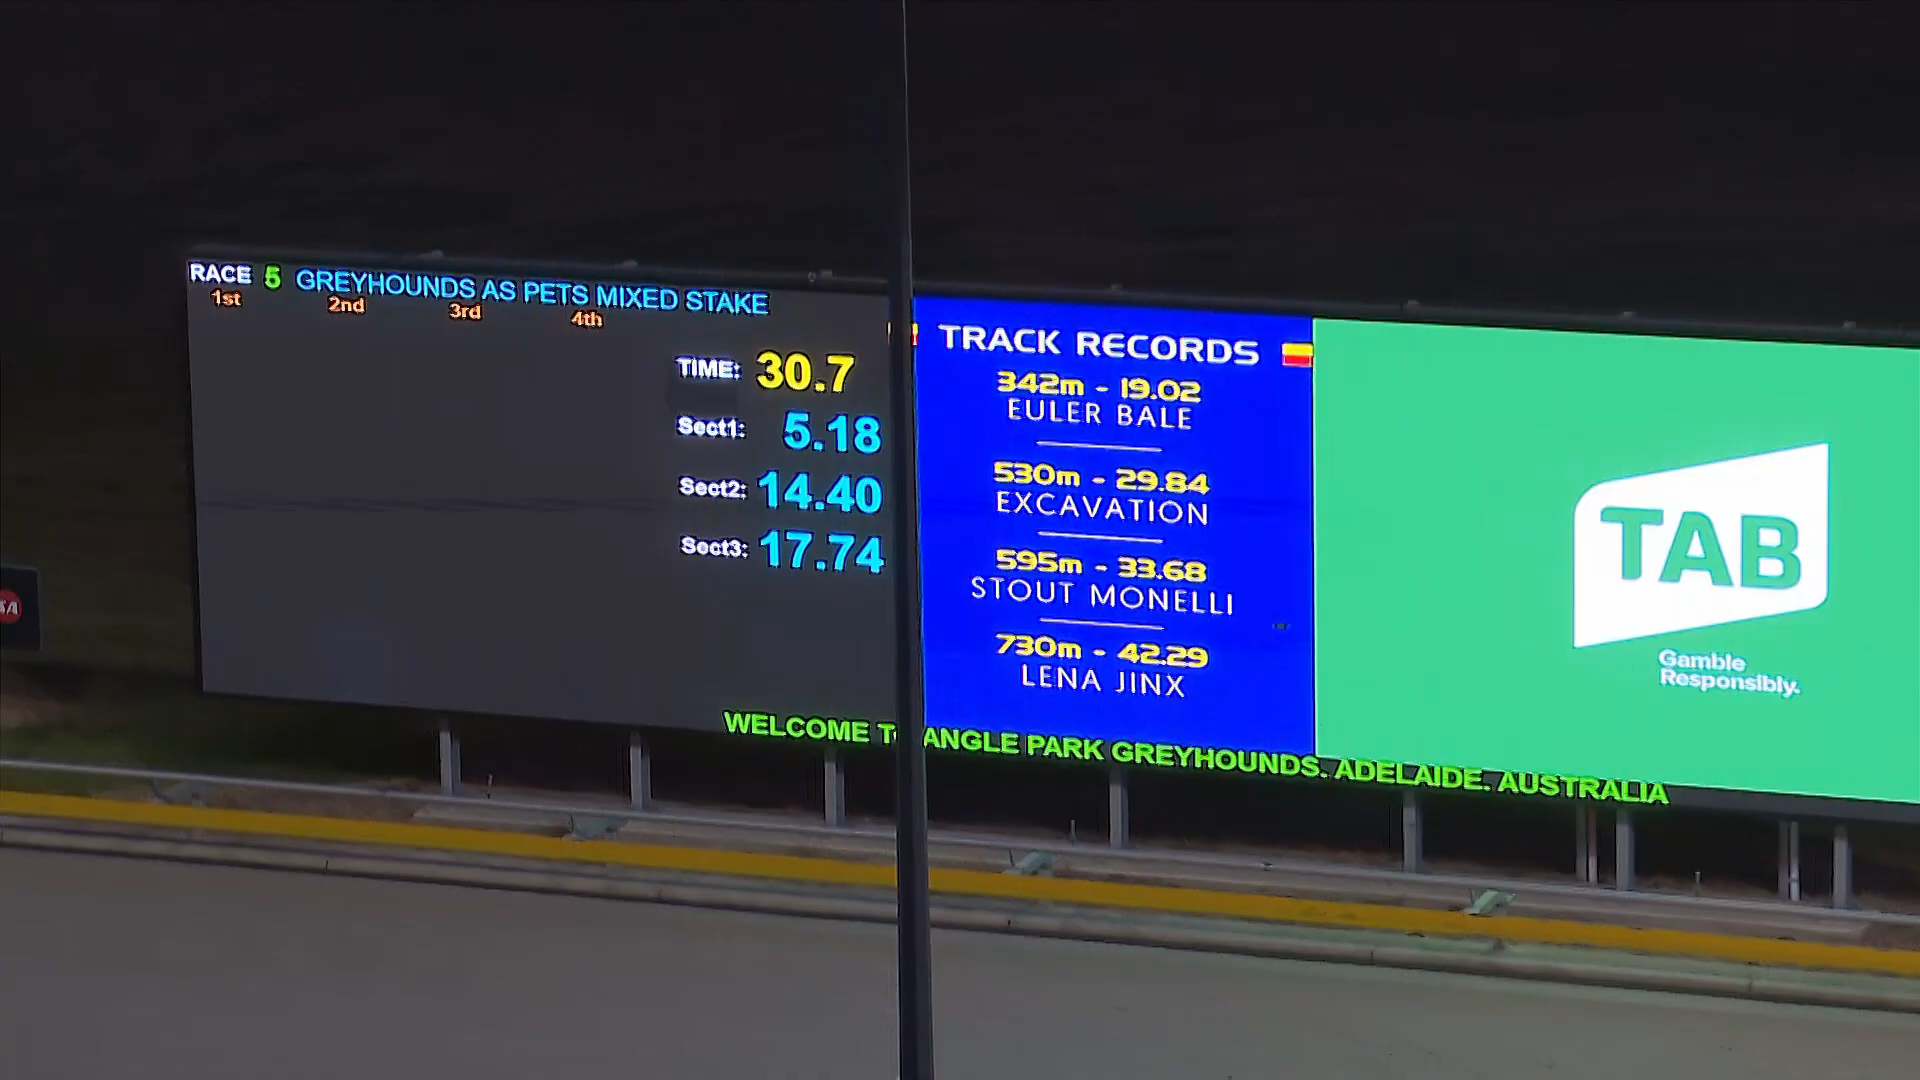 RACE 5 GREYHOUNDS AS PETS MIXED STAKE
1st 2nd 3rd 4th
TIME: 30.7
Sect1: 5.18
Sect2: 14.40
Sect3: 17.74
TRACK RECORDS
342m - 19.02
EULER BALE
530m - 29.84
EXCAVATION
595m - 33.68
STOUT MONELLI
730m - 42.29
LENA JINX
TAB
Gamble
Responsibly.
WELCOME T ANGLE PARK GREYHOUNDS. ADELAIDE. AUSTRALIA